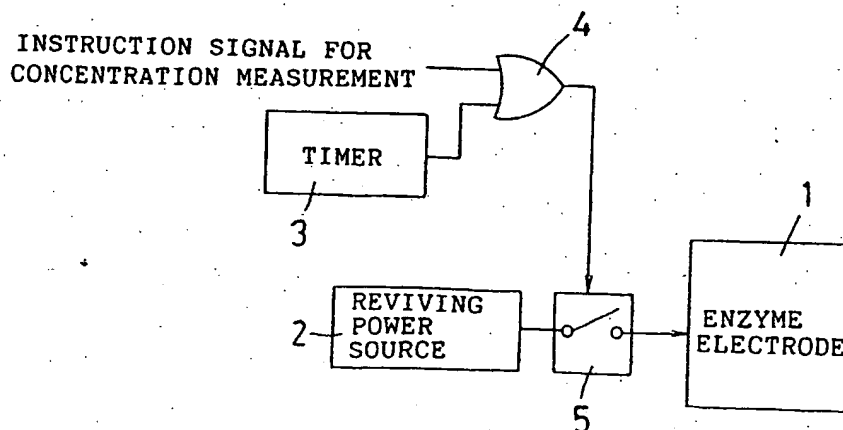 4
INSTRUCTION SIGNAL FOR
CONCENTRATION MEASUREMENT
TIMER
3
1
REVIVING
POWER
SOURCE
2
ENZYME
ELECTRODE
5